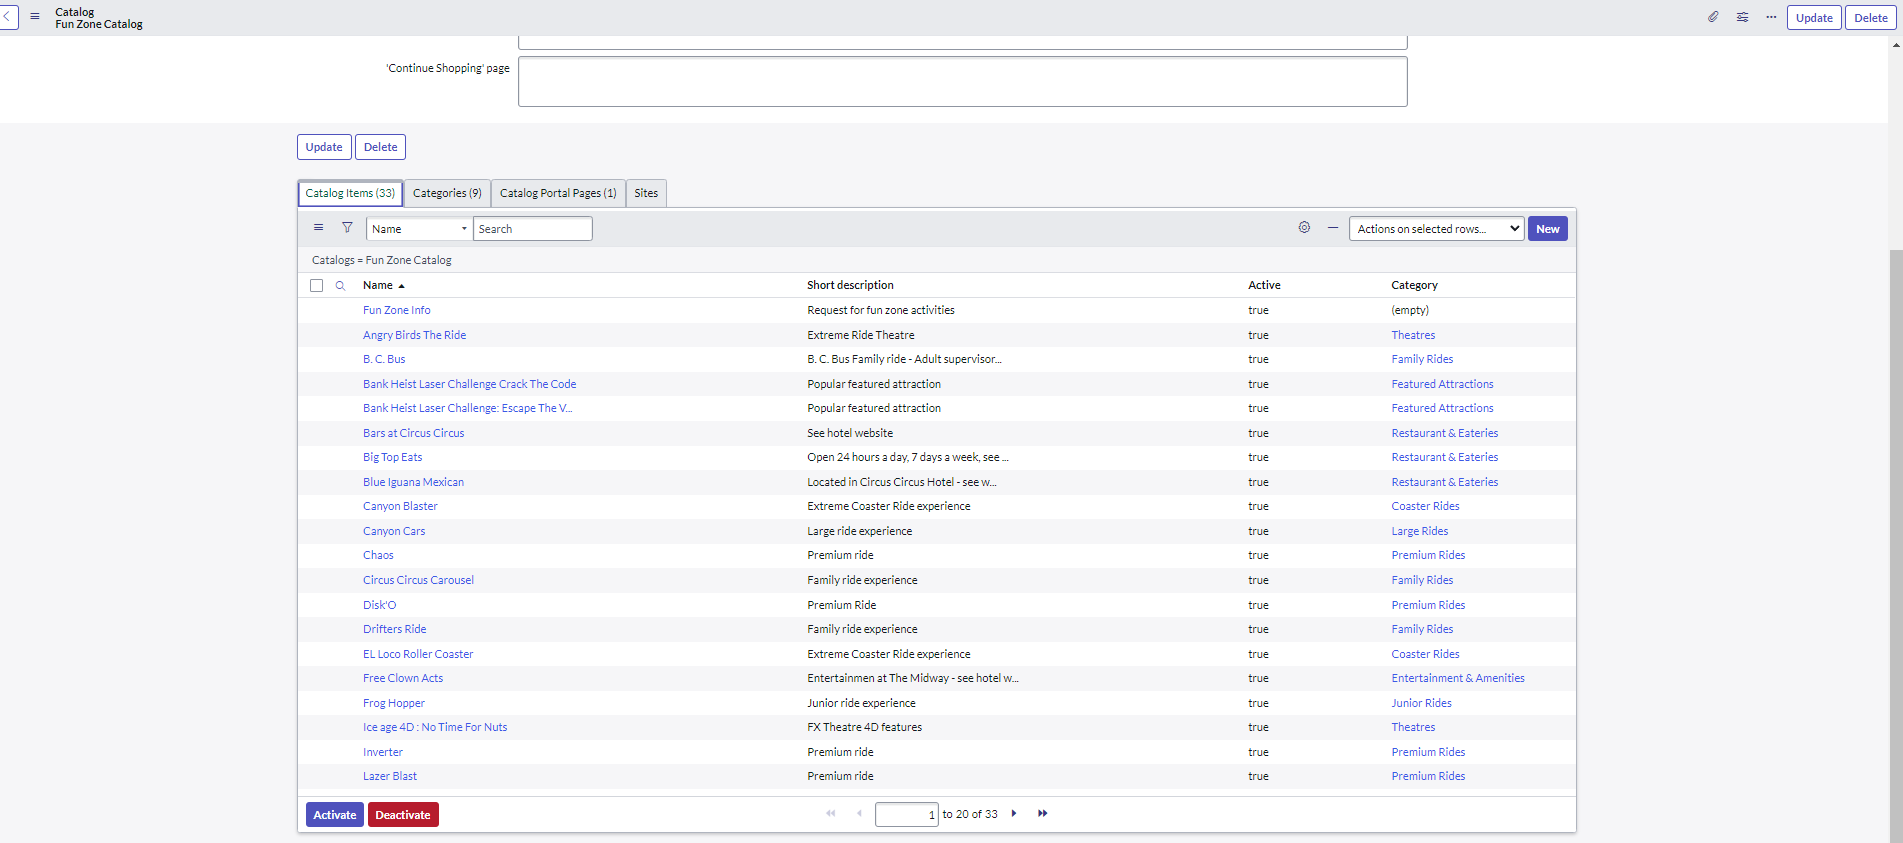 Catalog
Fun Zone Catalog
Update Delete
'Continue Shopping' page
Update Delete
Catalog Items (33) Categories (9) Catalog Portal Pages (1) Sites
Name Search Actions on selected rows... New
Catalogs = Fun Zone Catalog
Name Short description Active Category
Fun Zone Info Request for fun zone activities true (empty)
Angry Birds The Ride Extreme Ride Theatre true Theatres
B. C. Bus B. C. Bus Family ride - Adult supervisor... true Family Rides
Bank Heist Laser Challenge Crack The Code Popular featured attraction true Featured Attractions
Bank Heist Laser Challenge: Escape The V... Popular featured attraction true Featured Attractions
Bars at Circus Circus See hotel website true Restaurant & Eateries
Big Top Eats Open 24 hours a day, 7 days a week, see ... true Restaurant & Eateries
Blue Iguana Mexican Located in Circus Circus Hotel - see w... true Restaurant & Eateries
Canyon Blaster Extreme Coaster Ride experience true Coaster Rides
Canyon Cars Large ride experience true Large Rides
Chaos Premium ride true Premium Rides
Circus Circus Carousel Family ride experience true Family Rides
Disk'O Premium Ride true Premium Rides
Drifters Ride Family ride experience true Family Rides
EL Loco Roller Coaster Extreme Coaster Ride experience true Coaster Rides
Free Clown Acts Entertainmen at The Midway - see hotel w... true Entertainment & Amenities
Frog Hopper Junior ride experience true Junior Rides
Ice age 4D : No Time For Nuts FX Theatre 4D features true Theatres
Inverter Premium ride true Premium Rides
Lazer Blast Premium ride true Premium Rides
Activate Deactivate 1 to 20 of 33